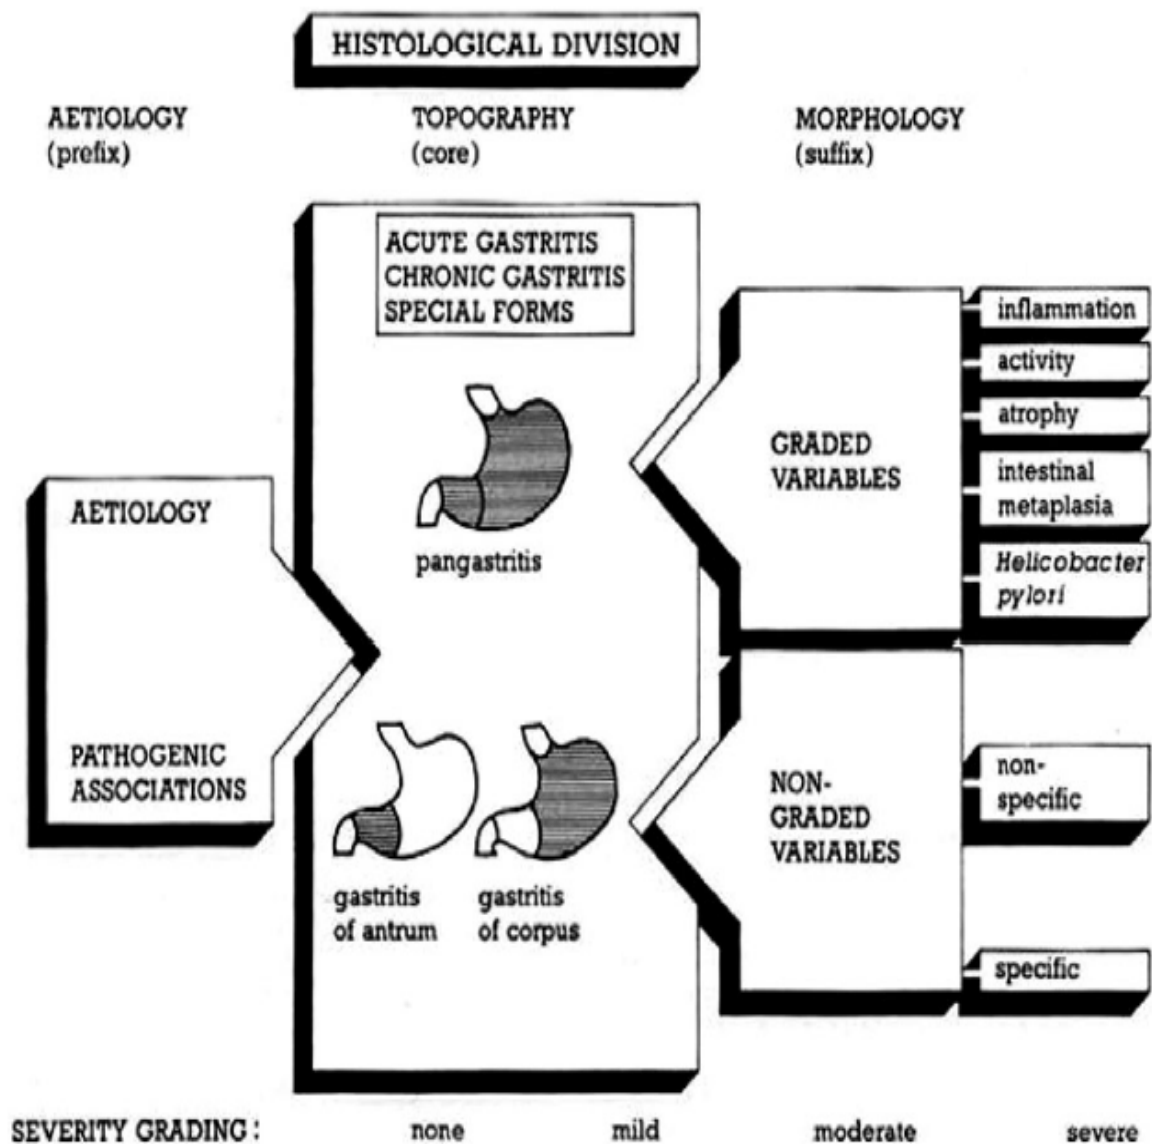 HISTOLOGICAL DIVISION
AETIOLOGY
(prefix)
TOPOGRAPHY
(core)
MORPHOLOGY
(suffix)
ACUTE GASTRITIS
CHRONIC GASTRITIS
SPECIAL FORMS
pangastritis
gastritis
of antrum
gastritis
of corpus
AETIOLOGY
PATHOGENIC
ASSOCIATIONS
GRADED
VARIABLES
inflammation
activity
atrophy
intestinal
metaplasia
Helicobacter
pylori
NON-
GRADED
VARIABLES
non-
specific
specific
SEVERITY GRADING: none mild moderate severe